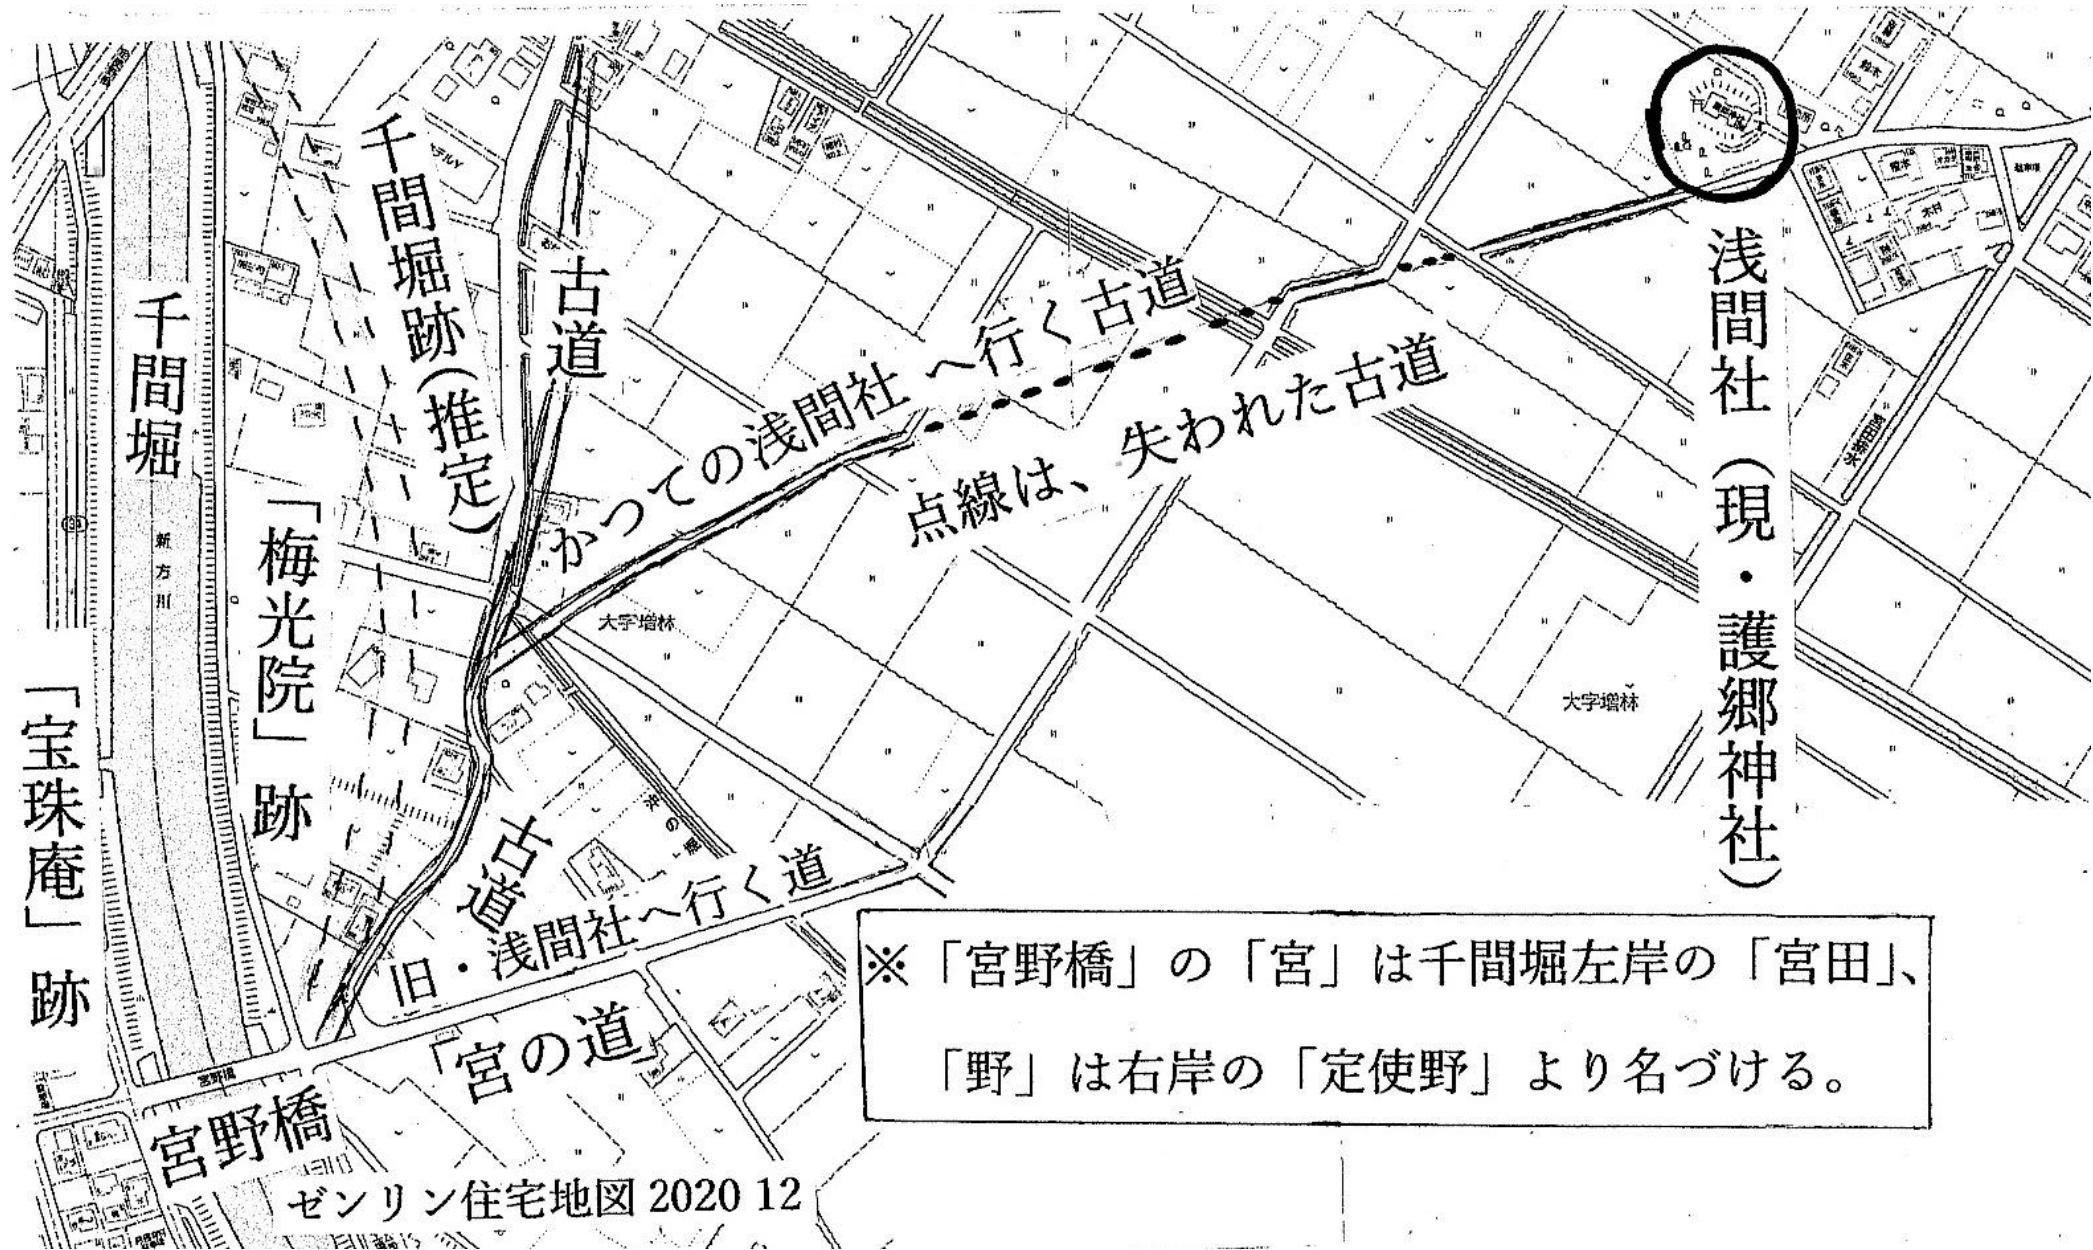 千間堀
新方川
「宝珠庵」跡
「梅光院」跡
千間堀跡(推定)
古道
かつての浅間社へ行く古道
点線は、失われた古道
浅間社(現・護郷神社)
大字増林
大字増林
古道
旧・浅間社へ行く道
「宮の道」
宮野橋
宮野橋
※「宮野橋」の「宮」は千間堀左岸の「宮田」、
「野」は右岸の「定使野」より名づける。
ゼンリン住宅地図 2020 12